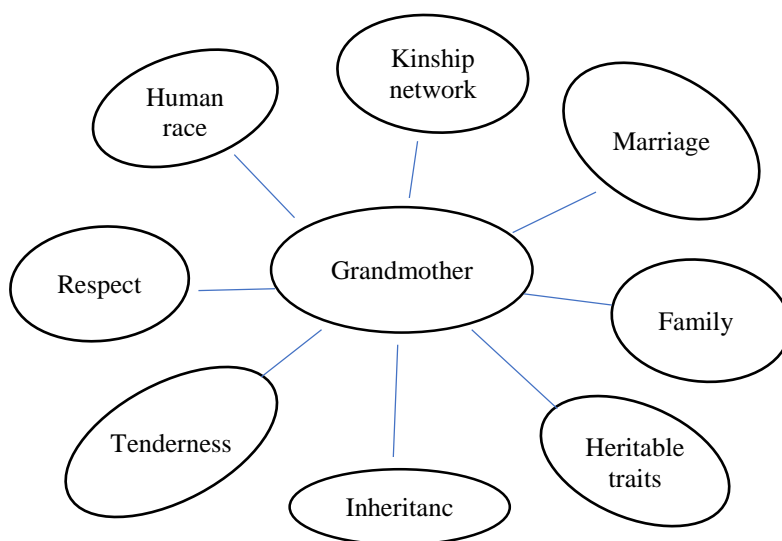 Kinship
network
Human
race
Marriage
Respect
Grandmother
Family
Tenderness
Heritable
traits
Inheritanc